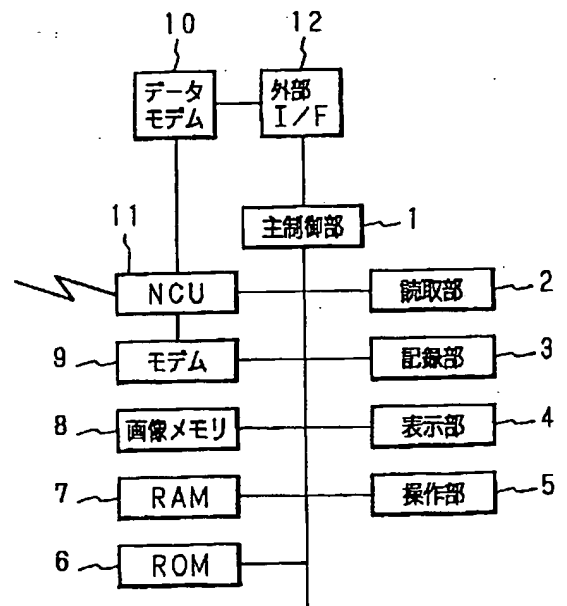 10
12
データ
モデム
外部
I/F
主制御部
1
11
NCU
読取部
2
9
モデム
記録部
3
8
画像メモリ
表示部
4
7
RAM
操作部
5
6
ROM